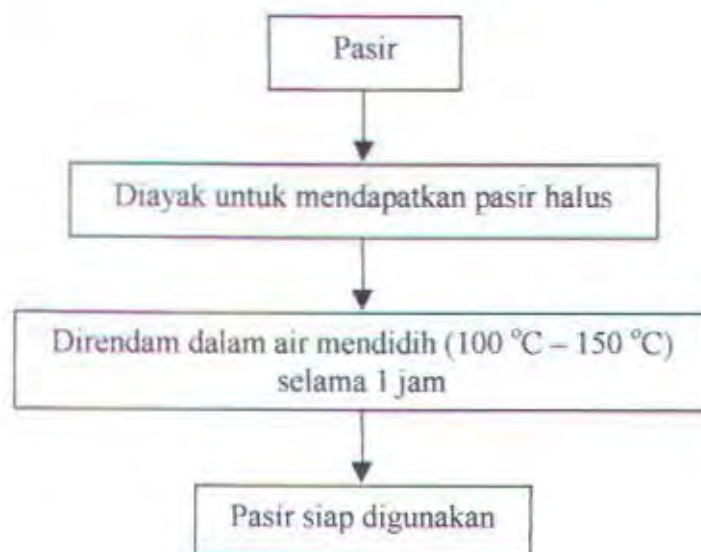 Pasir
Diayak untuk mendapatkan pasir halus
Direndam dalam air mendidih (100 °C – 150 °C)
selama 1 jam
Pasir siap digunakan